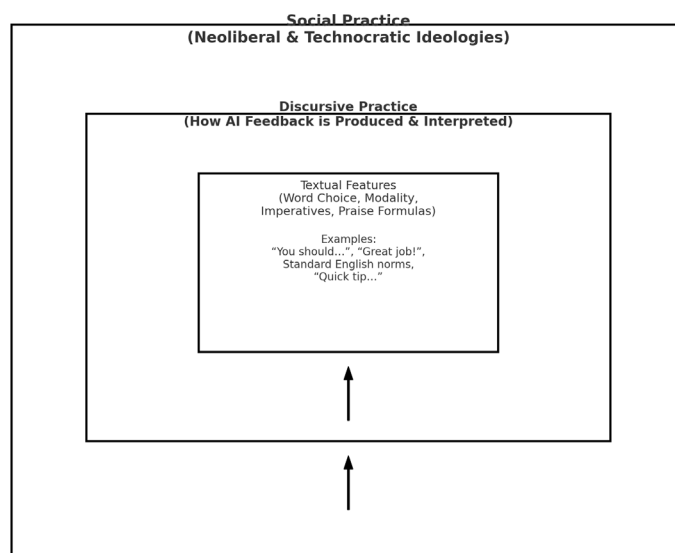 Social Practice
(Neoliberal & Technocratic Ideologies)
Discursive Practice
(How AI Feedback is Produced & Interpreted)
Textual Features
(Word Choice, Modality,
Imperatives, Praise Formulas)
Examples:
“You should...”, “Great job!”,
Standard English norms,
“Quick tip...”